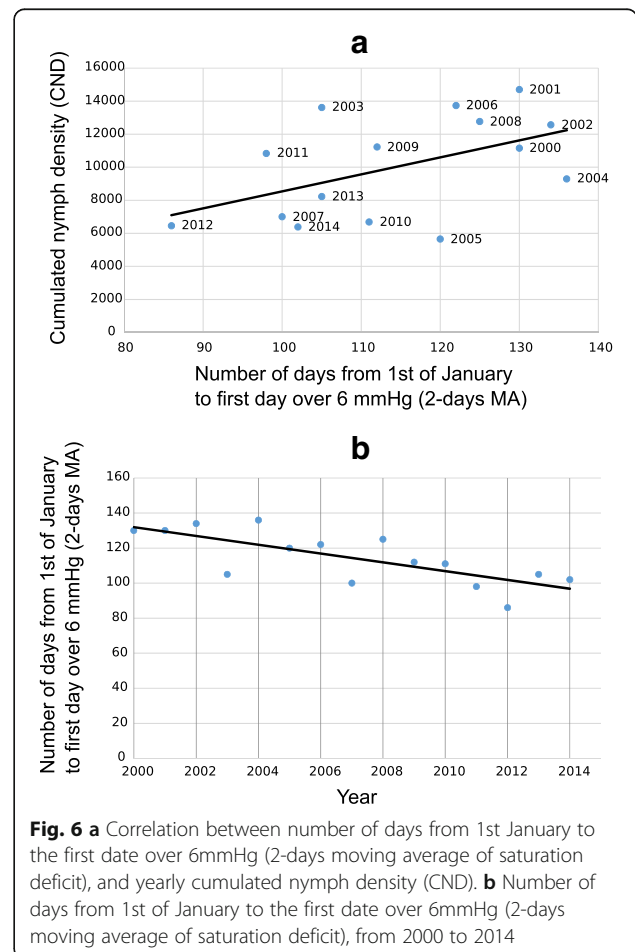 a
Cumulated nymph density (CND)
16000
14000
12000
10000
8000
6000
4000
2000
0
2001
2003
2006
2008
2002
2009
2000
2011
2004
2013
2007
2012
2014
2010
2005
80 90 100 110 120 130 140
Number of days from 1st of January
to first day over 6 mmHg (2-days MA)
b
Number of days from 1st of January
to first day over 6 mmHg (2-days MA)
160
140
120
100
80
60
40
20
0
2000 2002 2004 2006 2008 2010 2012 2014
Year
Fig. 6 a Correlation between number of days from 1st January to
the first date over 6mmHg (2-days moving average of saturation
deficit), and yearly cumulated nymph density (CND). b Number of
days from 1st of January to the first date over 6mmHg (2-days
moving average of saturation deficit), from 2000 to 2014